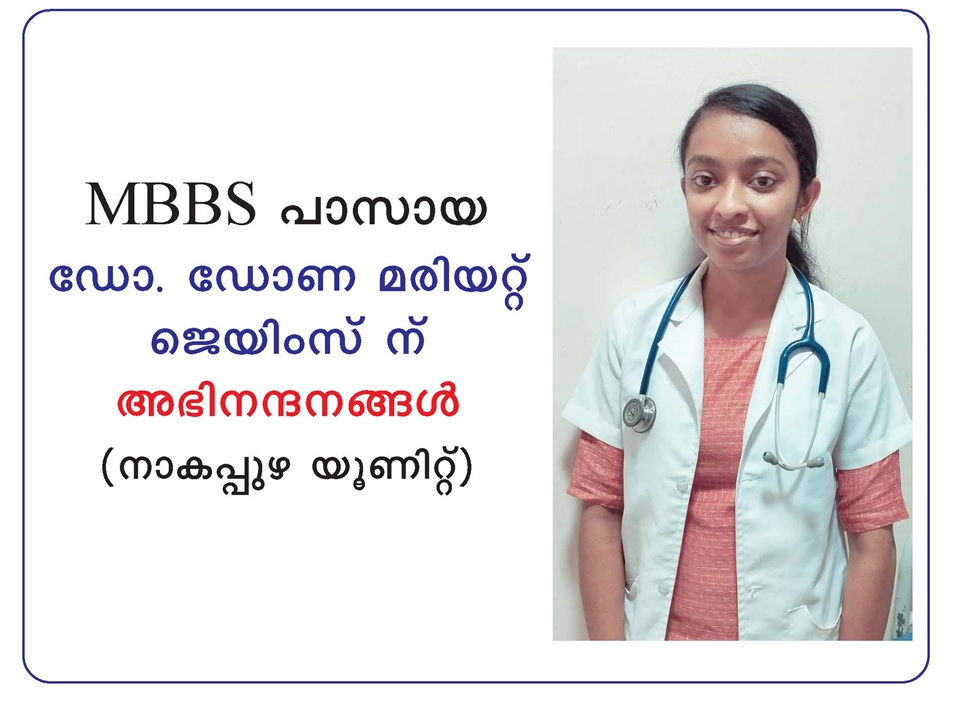 MBBS പാസായ
ഡോ. ഡോണ മരിയറ്റ്
ജെയിംസ് ന്
അഭിനന്ദനങ്ങൾ
(നാകപ്പുഴ യൂണിറ്റ്)